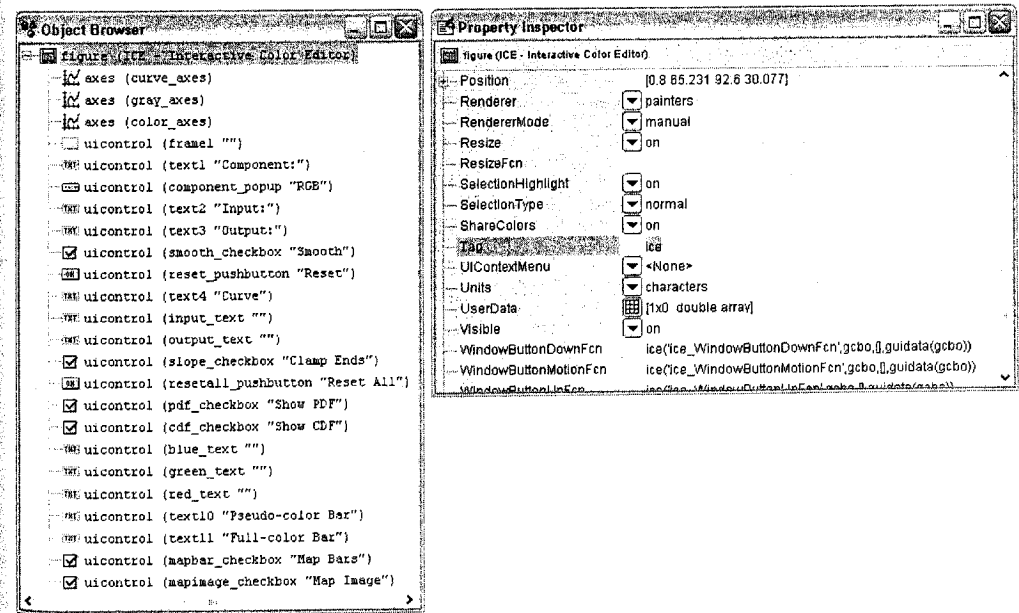 Object Browser
figure (ICE - "Interactive Color Editor)
axes (curve_axes)
axes (gray_axes)
axes (color_axes)
uicontrol (frame1 "")
uicontrol (text1 "Component:")
uicontrol (component_popup "RGB")
uicontrol (text2 "Input:")
uicontrol (text3 "Output:")
uicontrol (smooth_checkbox "Smooth")
uicontrol (reset_pushbutton "Reset")
uicontrol (text4 "Curve")
uicontrol (input_text "")
uicontrol (output_text "")
uicontrol (slope_checkbox "Clamp Ends")
uicontrol (resetall_pushbutton "Reset All")
uicontrol (pdf_checkbox "Show PDF")
uicontrol (cdf_checkbox "Show CDF")
uicontrol (blue_text "")
uicontrol (green_text "")
uicontrol (red_text "")
uicontrol (text10 "Pseudo-color Bar")
uicontrol (text11 "Full-color Bar")
uicontrol (mapbar_checkbox "Map Bars")
uicontrol (mapimage_checkbox "Map Image")
Property Inspector
figure (ICE - Interactive Color Editor)
Position [0.8 65.231 92.6 30.077]
Renderer painters
RendererMode manual
Resize on
ResizeFcn
SelectionHighlight on
SelectionType normal
ShareColors on
Tag ice
UIContextMenu <None>
Units characters
UserData [1x0 double array]
Visible on
WindowButtonDownFcn ice('ice_WindowButtonDownFcn',gcbo,[],guidata(gcbo))
WindowButtonMotionFcn ice('ice_WindowButtonMotionFcn',gcbo,[],guidata(gcbo))
WindowButtonUpFcn ice('ice_WindowButtonUpFcn',gcbo,[],guidata(gcbo))